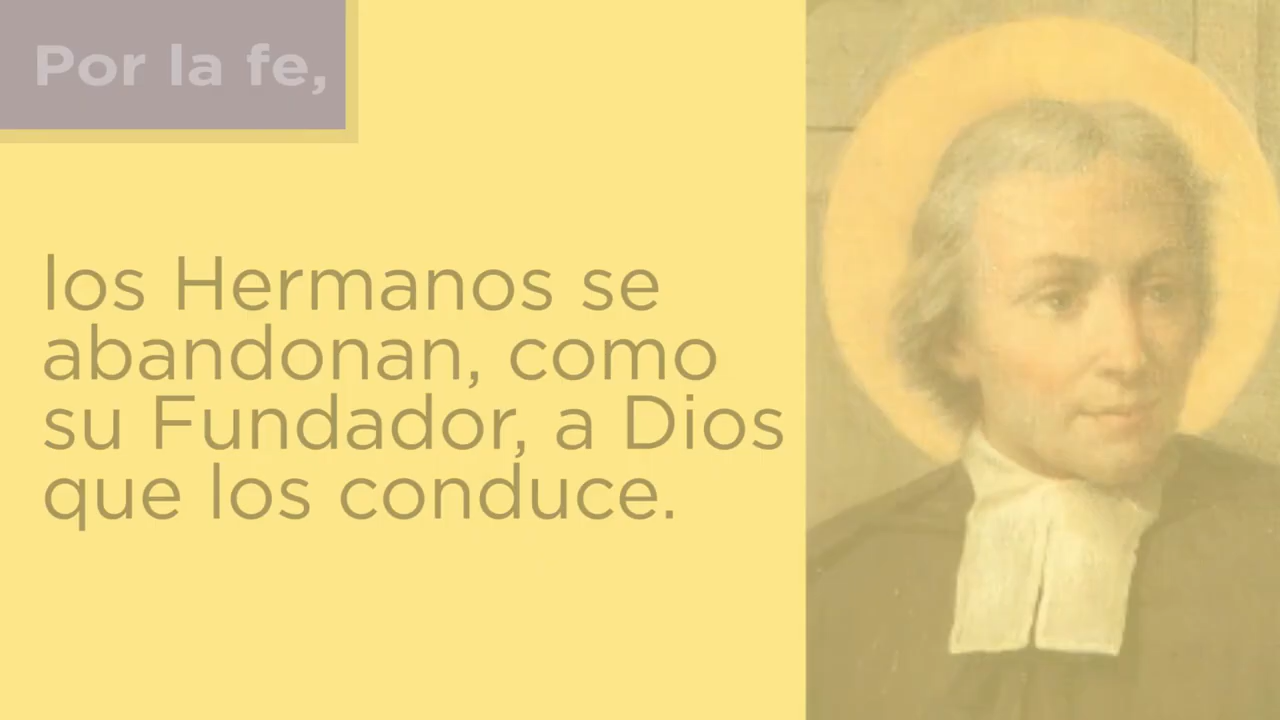 Por la fe,
los Hermanos se
abandonan, como
su Fundador, a Dios
que los conduce.